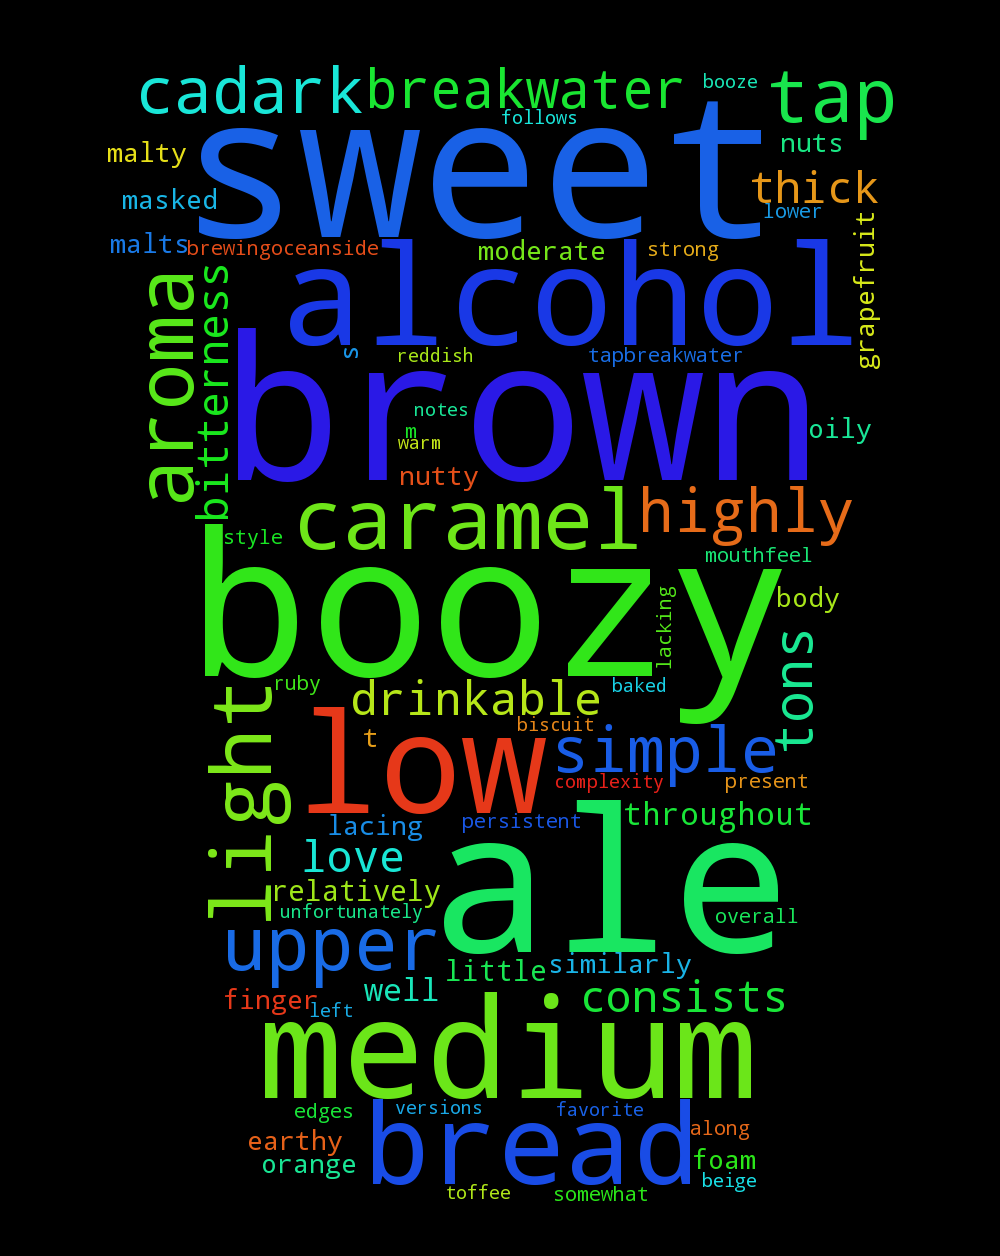 cadark breakwater booze tap
follows
sweet
malty nuts
masked thick
lower
malts brewingoceanside moderate strong grapefruit
alcohol
aroma bitterness
s reddish tapbreakwater
brown
notes
m
warm oily
nutty
caramel highly
style mouthfeel
boozy
lacking body
tons
ruby drinkable baked
light
low
biscuit
t simple
complexity present
lacing persistent throughout
ale
love
relatively
unfortunately overall
upper
little similarly
finger well consists
left
medium
edges versions favorite
bread
earthy along
orange foam
beige
toffee somewhat